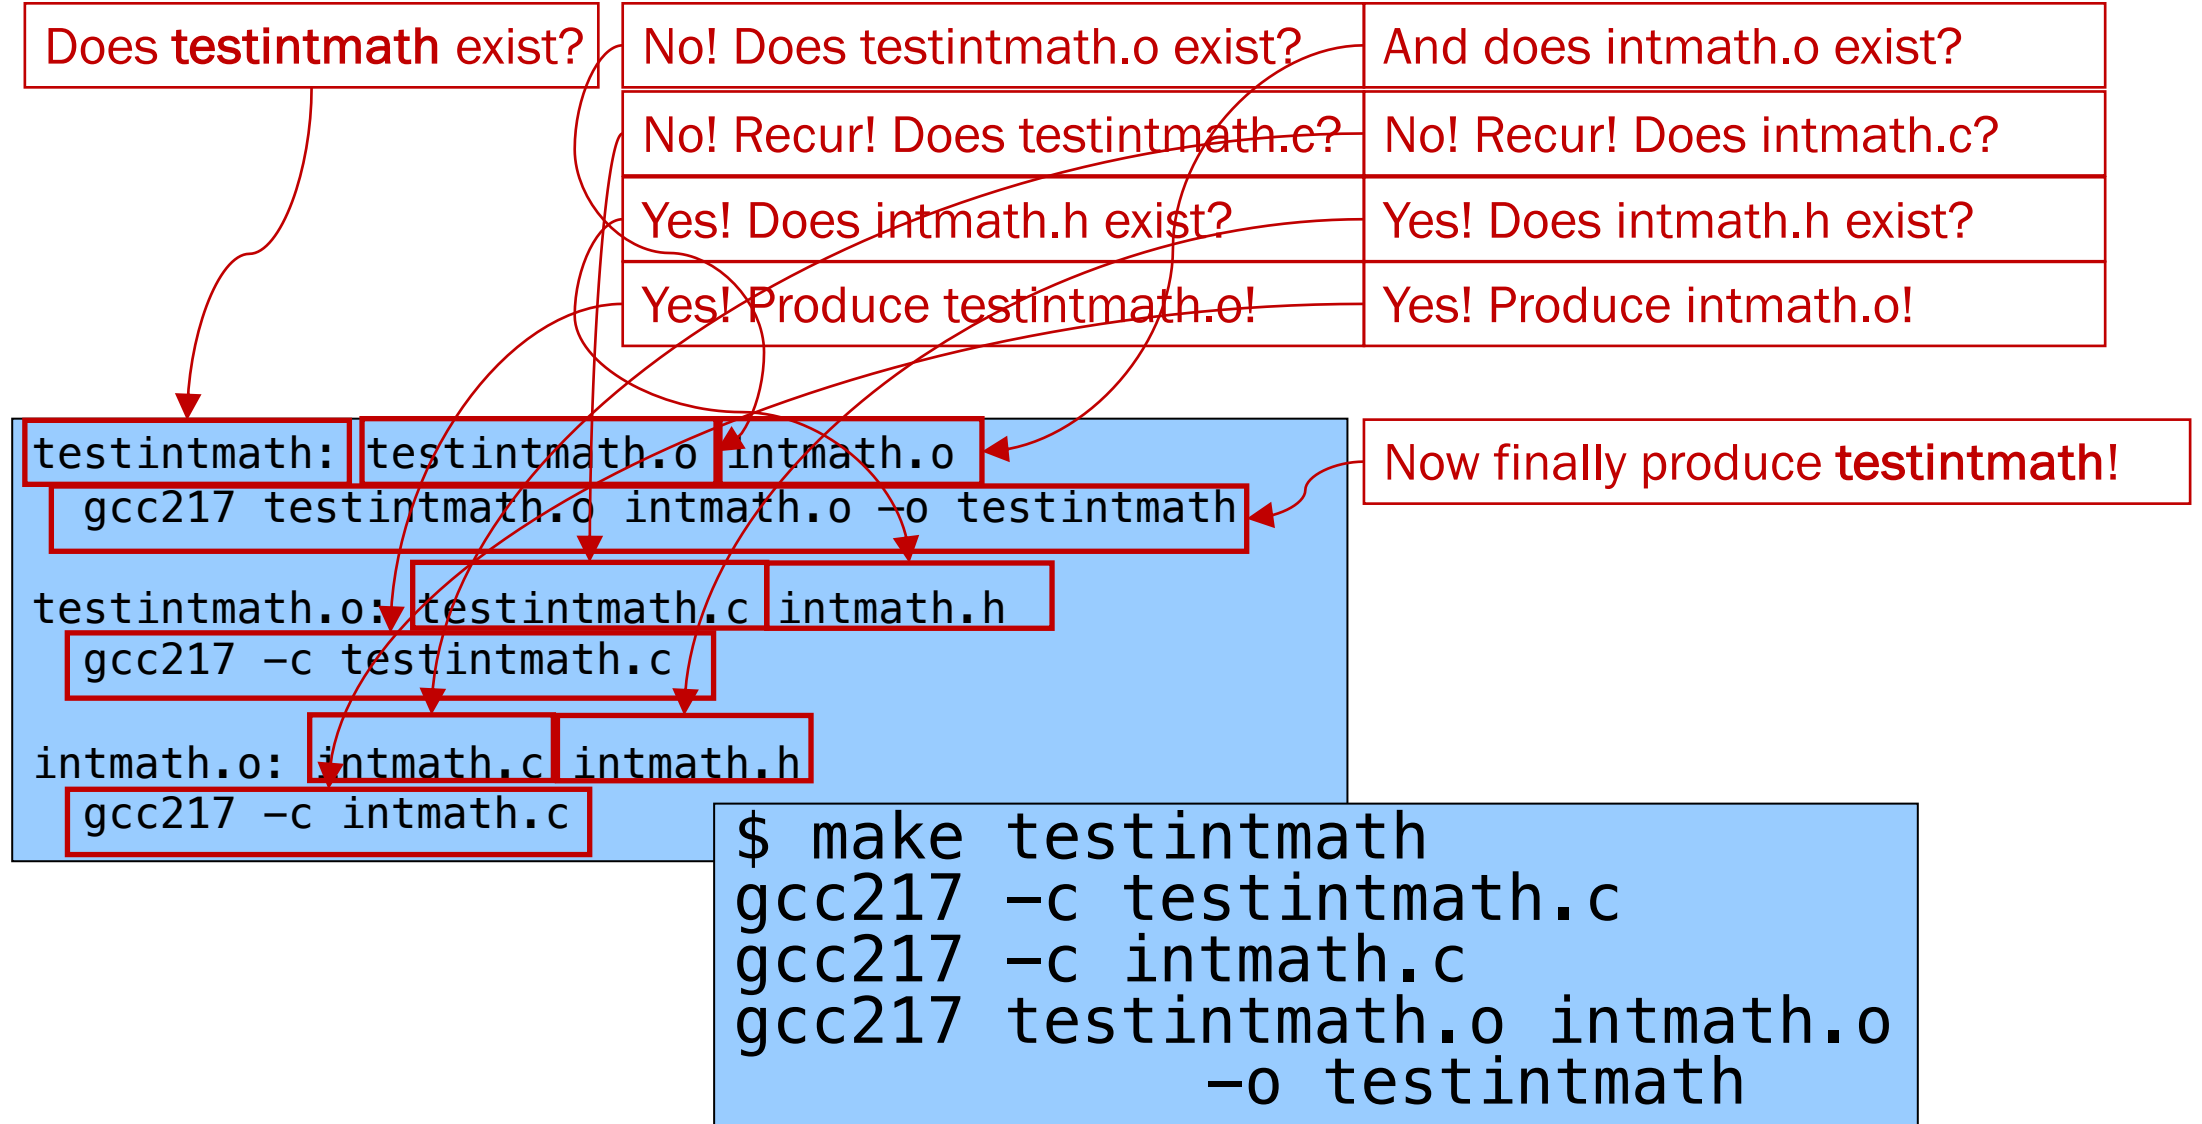 Does testintmath exist?
No! Does testintmath.o exist?
And does intmath.o exist?
No! Recur! Does testintmath.c?
No! Recur! Does intmath.c?
Yes! Does intmath.h exist?
Yes! Does intmath.h exist?
Yes! Produce testintmath.o!
Yes! Produce intmath.o!
testintmath: testintmath.o intmath.o
gcc217 testintmath.o intmath.o –o testintmath
testintmath.o: testintmath.c intmath.h
gcc217 –c testintmath.c
intmath.o: intmath.c intmath.h
gcc217 –c intmath.c
Now finally produce testintmath!
$ make testintmath
gcc217 –c testintmath.c
gcc217 –c intmath.c
gcc217 testintmath.o intmath.o
–o testintmath